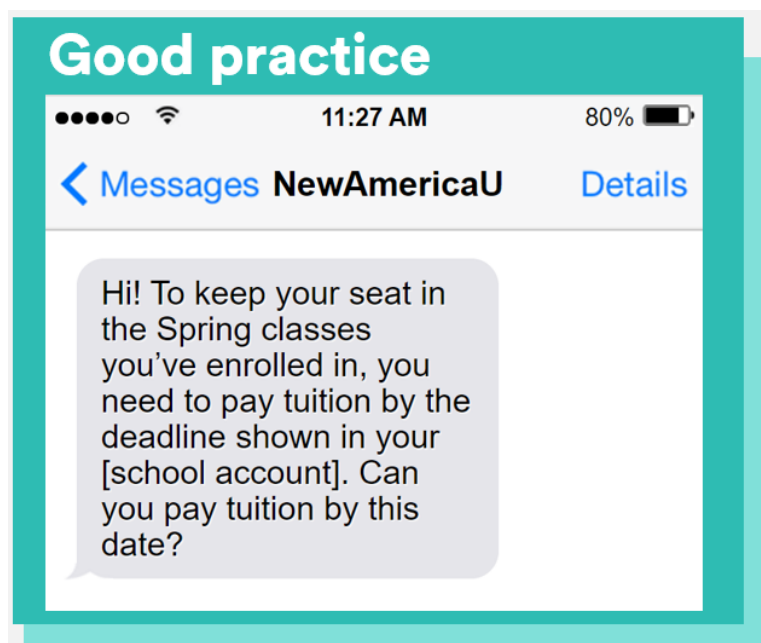 Good practice
11:27 AM 80%
Messages NewAmericaU Details
Hi! To keep your seat in
the Spring classes
you’ve enrolled in, you
need to pay tuition by the
deadline shown in your
[school account]. Can
you pay tuition by this
date?